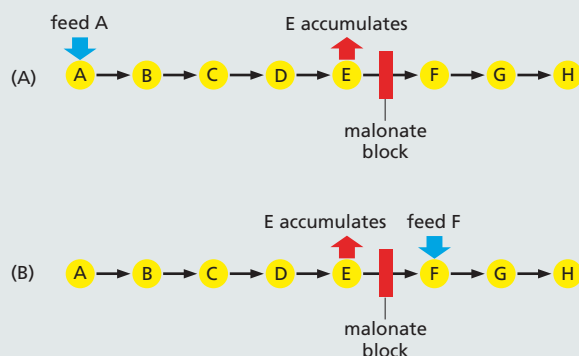 feed A
E accumulates
(A)
A B C D E F G H
malonate
block
E accumulates
feed F
(B)
A B C D E F G H
malonate
block